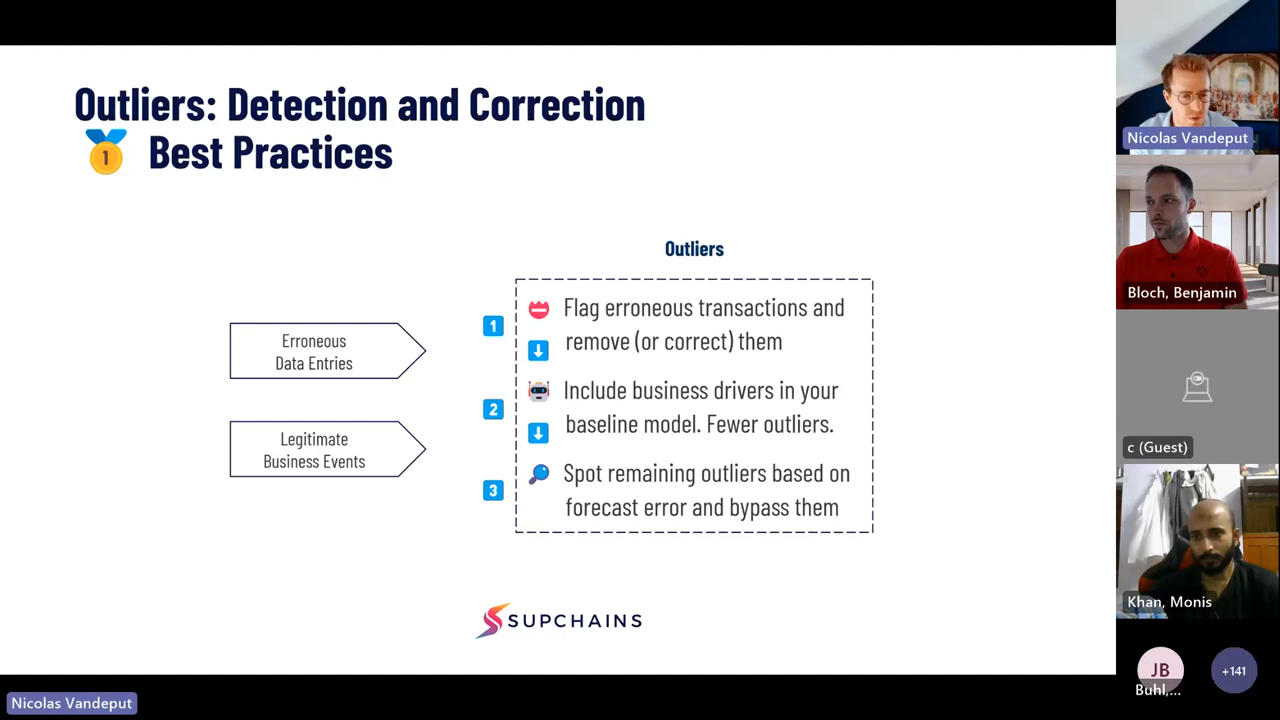 Outliers: Detection and Correction
1 Best Practices
Outliers
Erroneous
Data Entries
Legitimate
Business Events
1
Flag erroneous transactions and
remove (or correct) them
2
Include business drivers in your
baseline model. Fewer outliers.
3
Spot remaining outliers based on
forecast error and bypass them
SUPCHAINS
Nicolas Vandeput
Nicolas Vandeput
Bloch, Benjamin
c (Guest)
Khan, Monis
JB
Buhl,...
+141